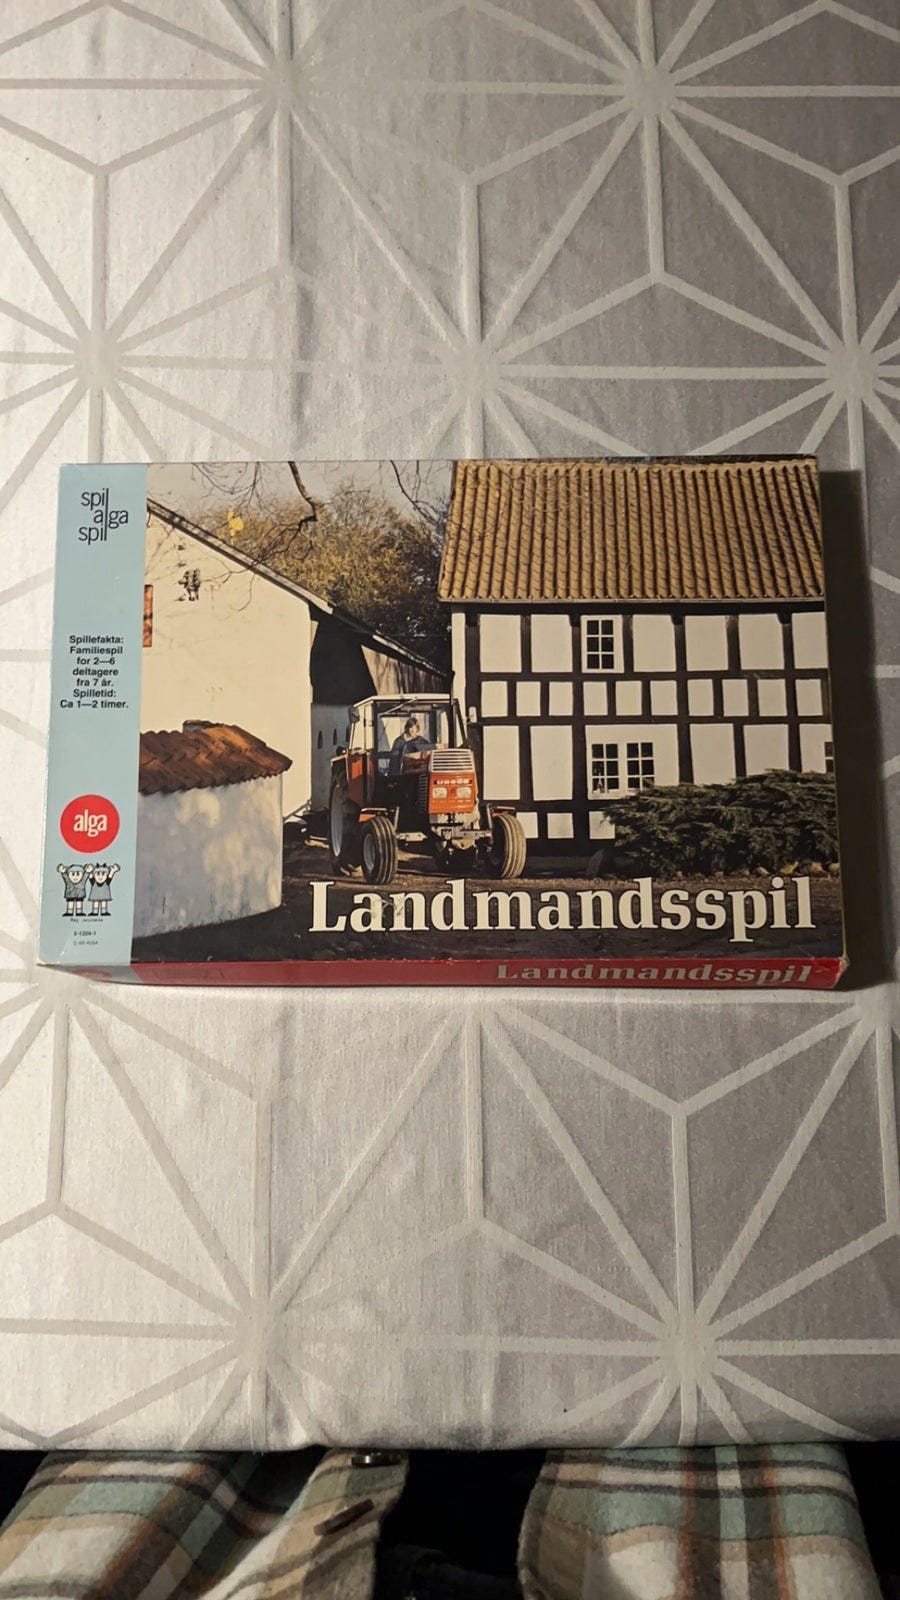 spil
alga
spil
Spillefakta:
Familiespil
for 2—6
deltagere
fra 7 år.
Spilletid:
Ca 1—2 timer.
alga
URSUS
Landmandsspil
Landmandsspil